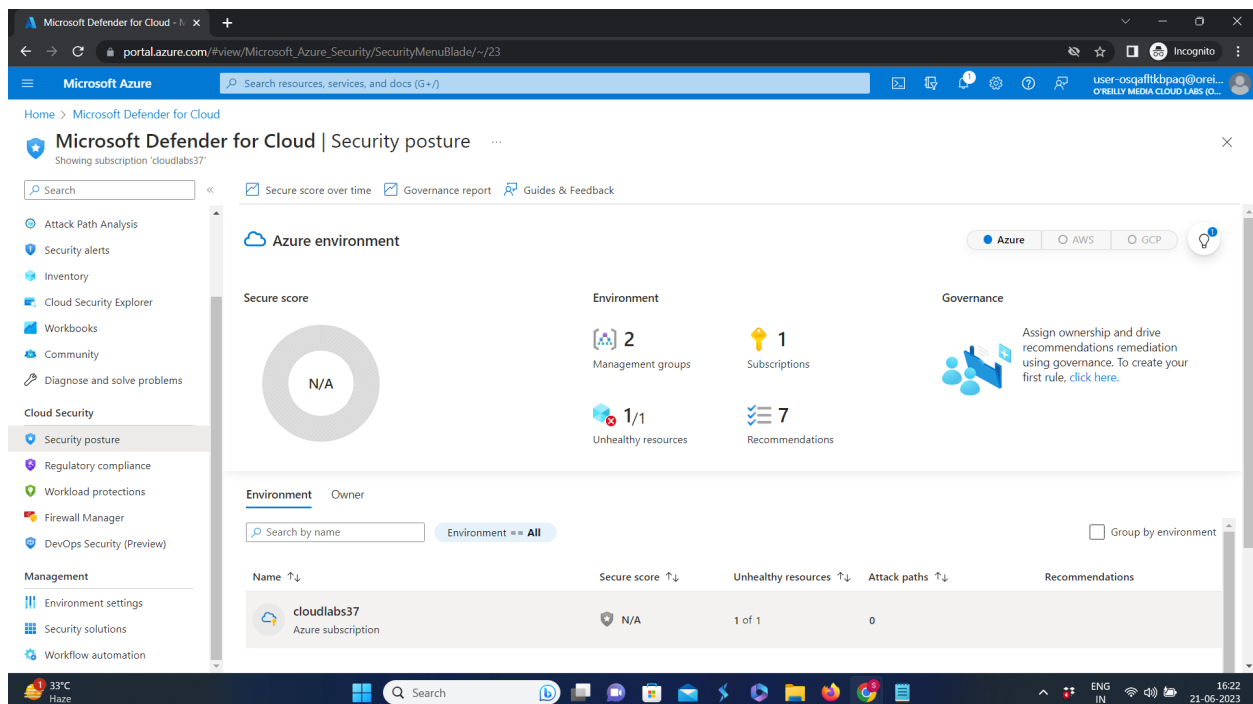 Microsoft Defender for Cloud - M
portal.azure.com/#view/Microsoft_Azure_Security/SecurityMenuBlade/~/23
Incognito
Microsoft Azure
Search resources, services, and docs (G+/)
1
user-osqafltkbpaq@orei...
O'REILLY MEDIA CLOUD LABS (O...
Home > Microsoft Defender for Cloud
Microsoft Defender for Cloud | Security posture ...
Showing subscription 'cloudlabs37'
Search
«
Secure score over time
Governance report
Guides & Feedback
Attack Path Analysis
Security alerts
Inventory
Cloud Security Explorer
Workbooks
Community
Diagnose and solve problems
Cloud Security
Security posture
Regulatory compliance
Workload protections
Firewall Manager
DevOps Security (Preview)
Management
Environment settings
Security solutions
Workflow automation
Azure environment
Azure
AWS
GCP
1
Secure score
N/A
Environment
2
Management groups
1
Subscriptions
1/1
Unhealthy resources
7
Recommendations
Governance
Assign ownership and drive
recommendations remediation
using governance. To create your
first rule, click here.
Environment Owner
Search by name
Environment == All
Group by environment
Name ↑↓ Secure score ↑↓ Unhealthy resources ↑↓ Attack paths ↑↓ Recommendations
cloudlabs37
Azure subscription
N/A
1 of 1
0
1
33°C
Haze
Search
S
ENG
IN
16:22
21-06-2023